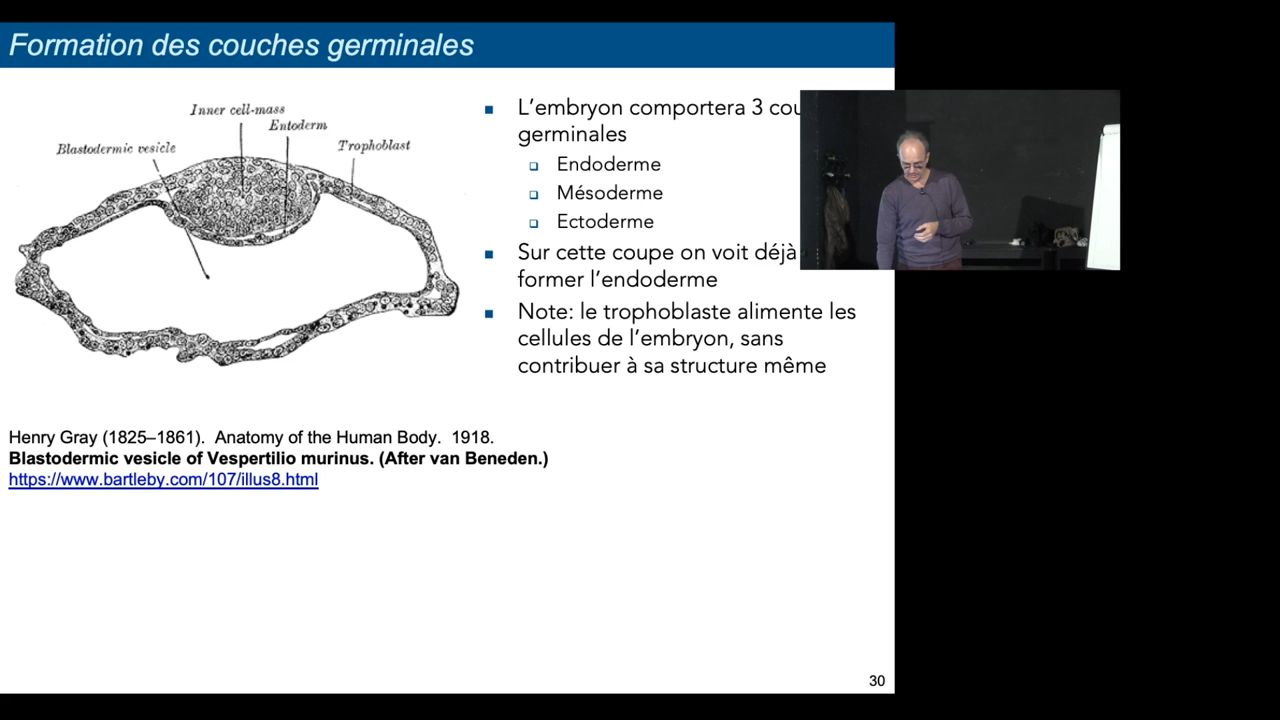 Formation des couches germinales
Inner cell-mass
Entoderm
Blastodermic vesicle
Trophoblast
L'embryon comportera 3
germinales
Endoderme
Mésoderme
Ectoderme
Sur cette coupe on voit déjà
former l'endoderme
Note: le trophoblaste alimente les
cellules de l'embryon, sans
contribuer à sa structure même
Henry Gray (1825–1861). Anatomy of the Human Body. 1918.
Blastodermic vesicle of Vespertilio murinus. (After van Beneden.)
https://www.bartleby.com/107/illus8.html
30